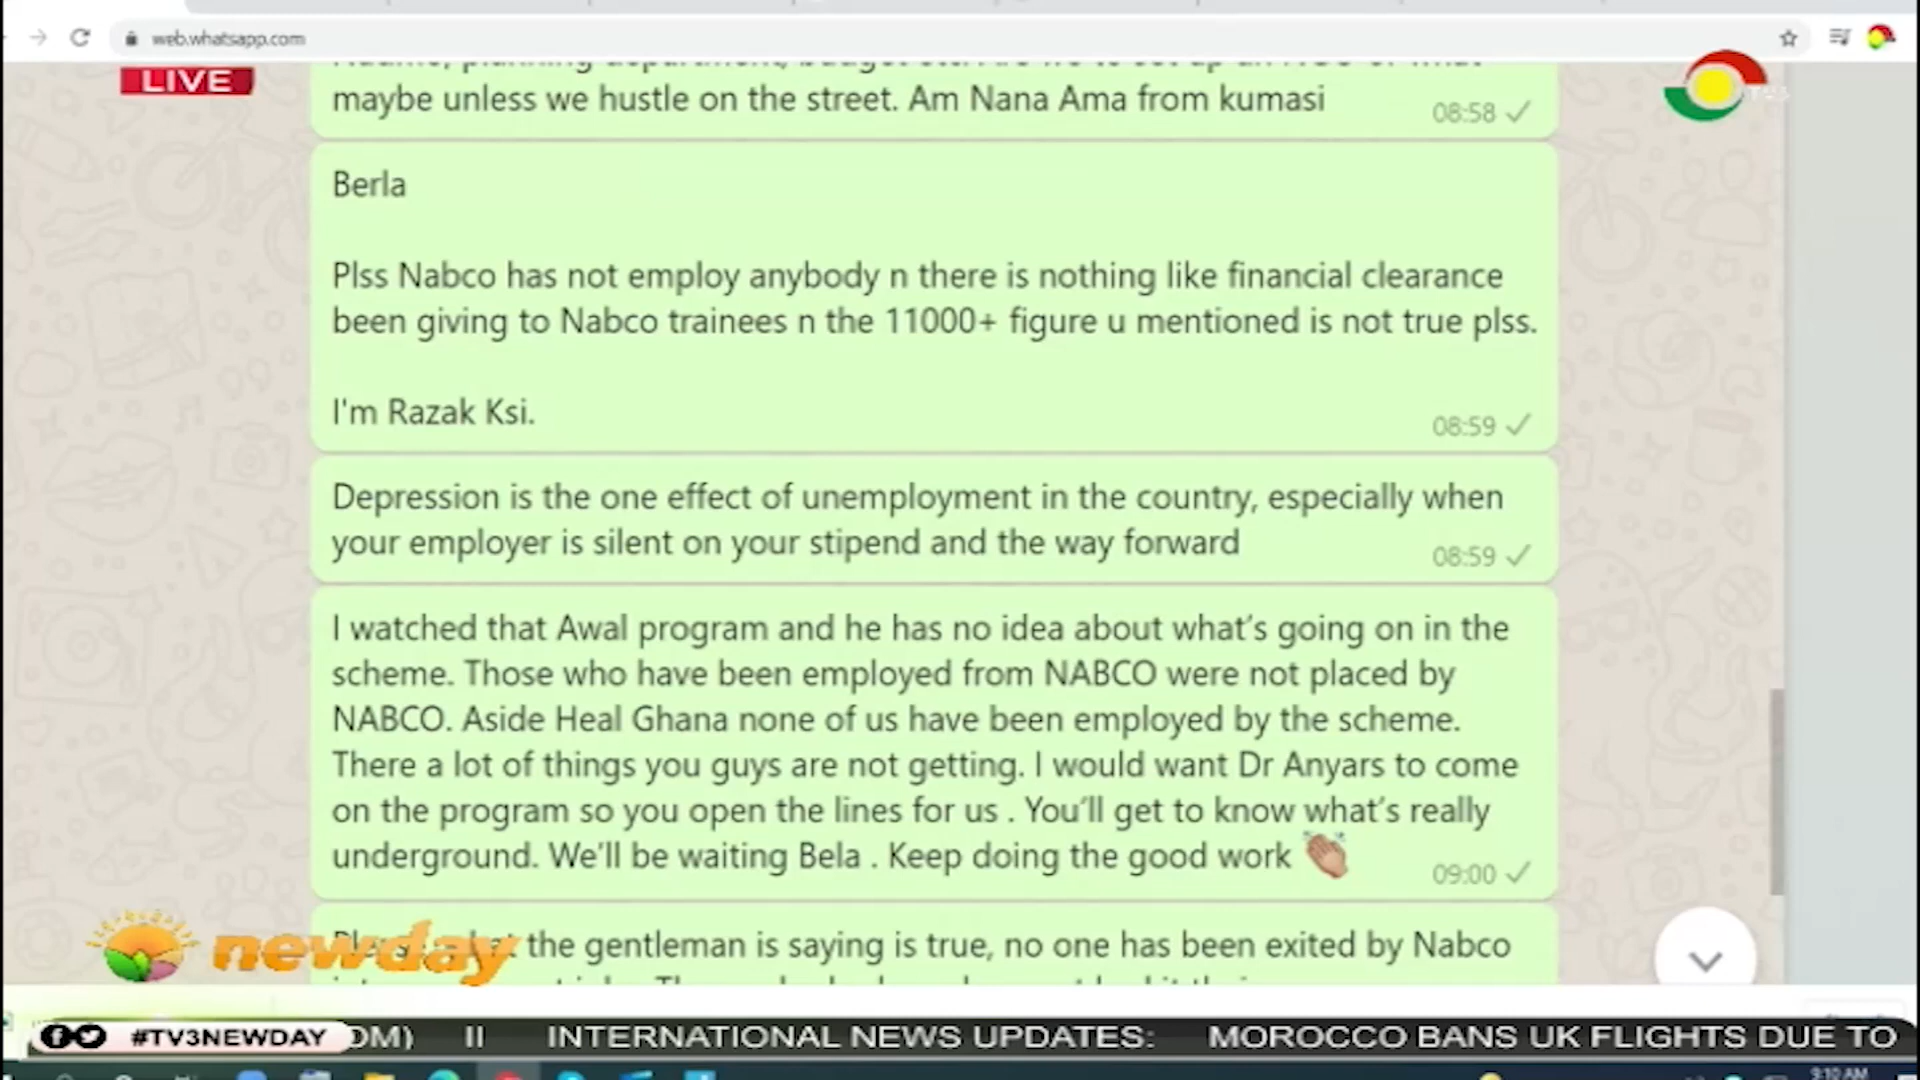 web.whatsapp.com
LIVE
maybe unless we hustle on the street. Am Nana Ama from kumasi
08:58
TV3
Berla
Plss Nabco has not employ anybody n there is nothing like financial clearance
been giving to Nabco trainees n the 11000+ figure u mentioned is not true plss.
I'm Razak Ksi.
08:59
Depression is the one effect of unemployment in the country, especially when
your employer is silent on your stipend and the way forward
08:59
I watched that Awal program and he has no idea about what's going on in the
scheme. Those who have been employed from NABCO were not placed by
NABCO. Aside Heal Ghana none of us have been employed by the scheme.
There a lot of things you guys are not getting. I would want Dr Anyars to come
on the program so you open the lines for us . You'll get to know what's really
underground. We'll be waiting Bela . Keep doing the good work 👏
09:00
the gentleman is saying is true, no one has been exited by Nabco
newday
#TV3NEWDAY OM) II INTERNATIONAL NEWS UPDATES: MOROCCO BANS UK FLIGHTS DUE TO
9:10 AM